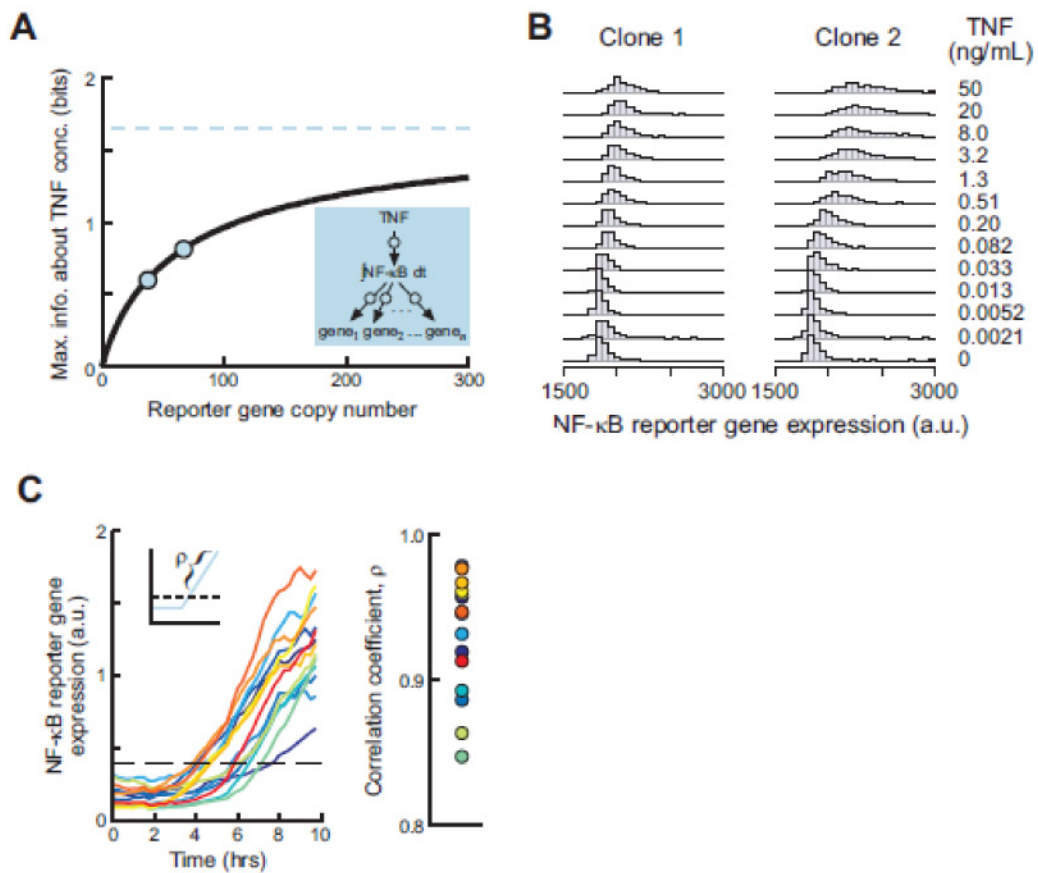 A
Max. info. about TNF conc. (bits)
2
1
0
0
100
200
300
Reporter gene copy number
TNF
∫NF-κB dt
gene₁ gene₂ ... geneₙ
B
Clone 1
Clone 2
TNF
(ng/mL)
50
20
8.0
3.2
1.3
0.51
0.20
0.082
0.033
0.013
0.0052
0.0021
0
1500
3000
1500
3000
NF-κB reporter gene expression (a.u.)
C
NF-κB reporter gene
expression (a.u.)
2
1
0
ρ
0 2 4 6 8 10
Time (hrs)
Correlation coefficient, ρ
1.0
0.9
0.8